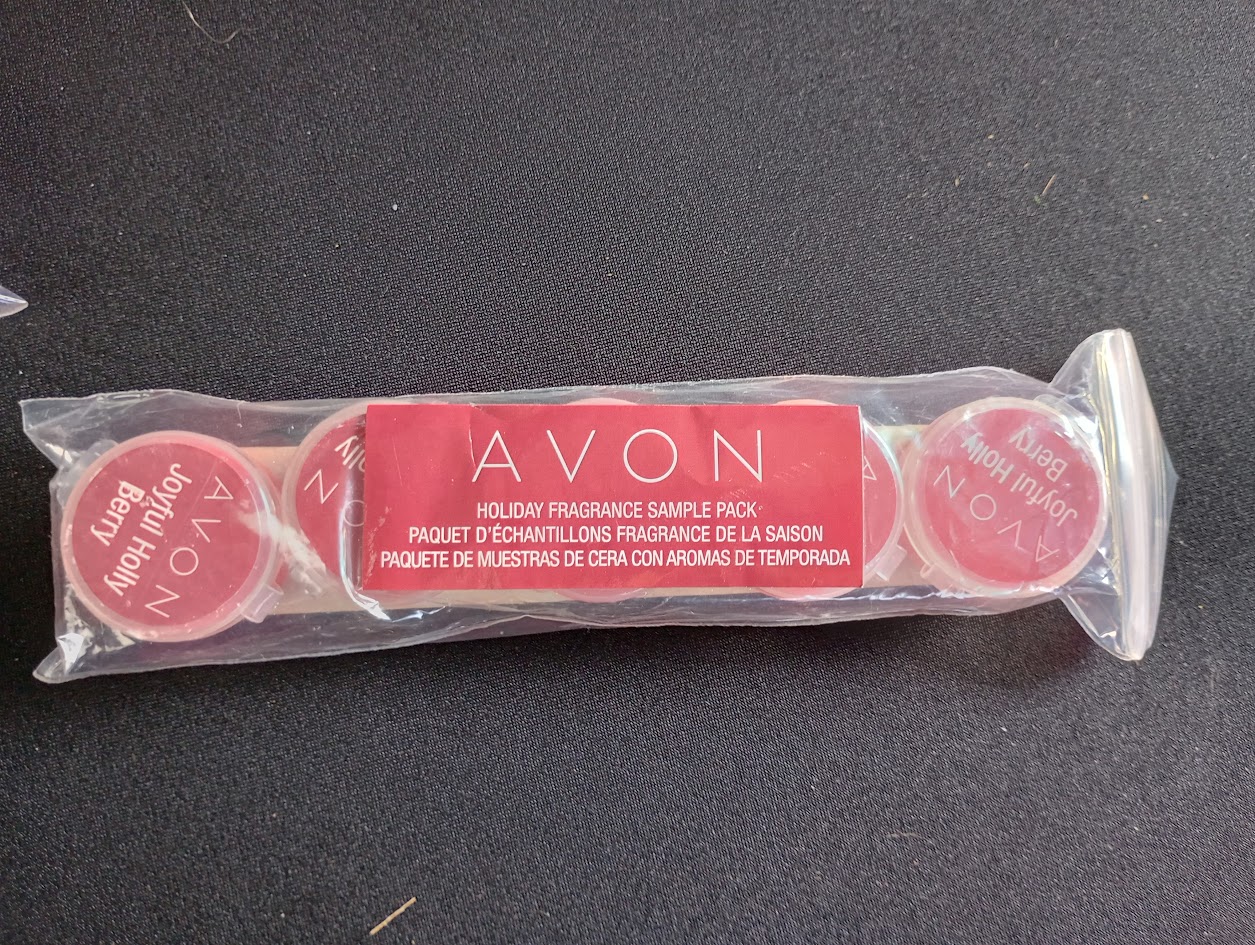 AVON
HOLIDAY FRAGRANCE SAMPLE PACK
PAQUET D'ÉCHANTILLONS FRAGRANCE DE LA SAISON
PAQUETE DE MUESTRAS DE CERA CON AROMAS DE TEMPORADA
AVON
Joyful Holly
Berry
AVON
Joyful Holly
Berry